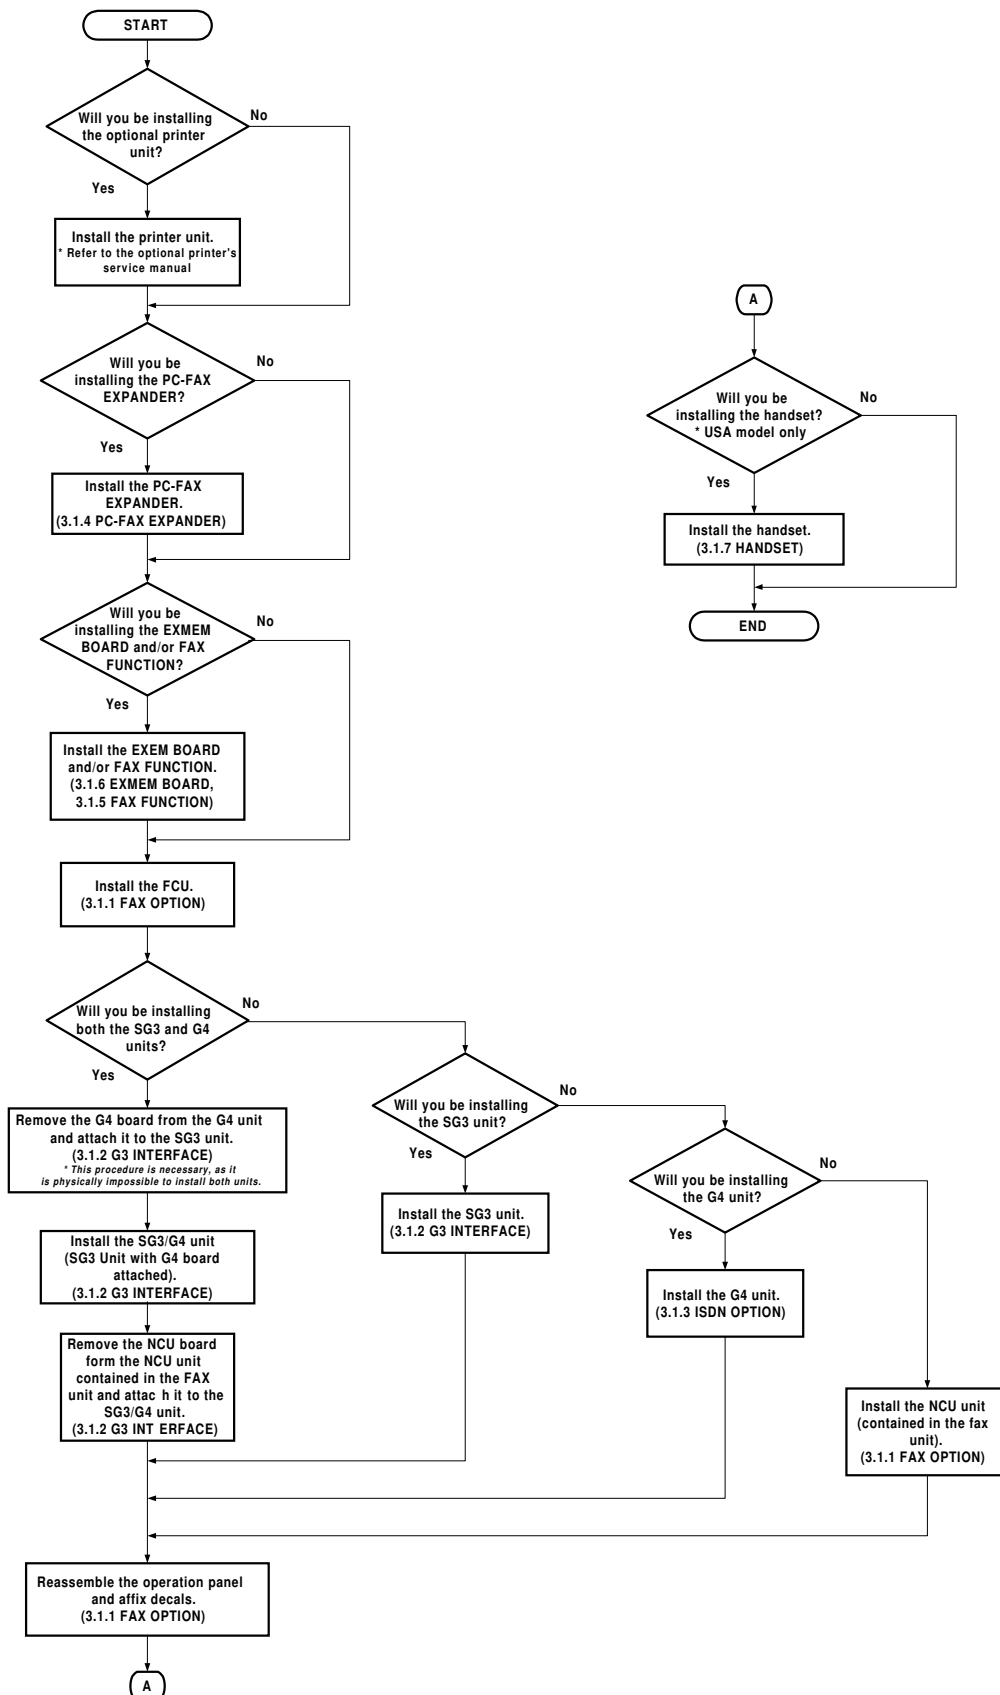 START
Will you be installing
the optional printer
unit?
No
Yes
Install the printer unit.
* Refer to the optional printer's
service manual
Will you be
installing the PC-FAX
EXPANDER?
No
Yes
Install the PC-FAX
EXPANDER.
(3.1.4 PC-FAX EXPANDER)
Will you be
installing the EXMEM
BOARD and/or FAX
FUNCTION?
No
Yes
Install the EXEM BOARD
and/or FAX FUNCTION.
(3.1.6 EXMEM BOARD,
3.1.5 FAX FUNCTION)
Install the FCU.
(3.1.1 FAX OPTION)
Will you be installing
both the SG3 and G4
units?
No
Yes
Remove the G4 board from the G4 unit
and attach it to the SG3 unit.
(3.1.2 G3 INTERFACE)
* This procedure is necessary, as it
is physically impossible to install both units.
Install the SG3/G4 unit
(SG3 Unit with G4 board
attached).
(3.1.2 G3 INTERFACE)
Remove the NCU board
form the NCU unit
contained in the FAX
unit and attac h it to the
SG3/G4 unit.
(3.1.2 G3 INT ERFACE)
Will you be installing
the SG3 unit?
No
Yes
Install the SG3 unit.
(3.1.2 G3 INTERFACE)
Will you be installing
the G4 unit?
No
Yes
Install the G4 unit.
(3.1.3 ISDN OPTION)
Install the NCU unit
(contained in the fax
unit).
(3.1.1 FAX OPTION)
Reassemble the operation panel
and affix decals.
(3.1.1 FAX OPTION)
A
A
Will you be
installing the handset?
* USA model only
No
Yes
Install the handset.
(3.1.7 HANDSET)
END